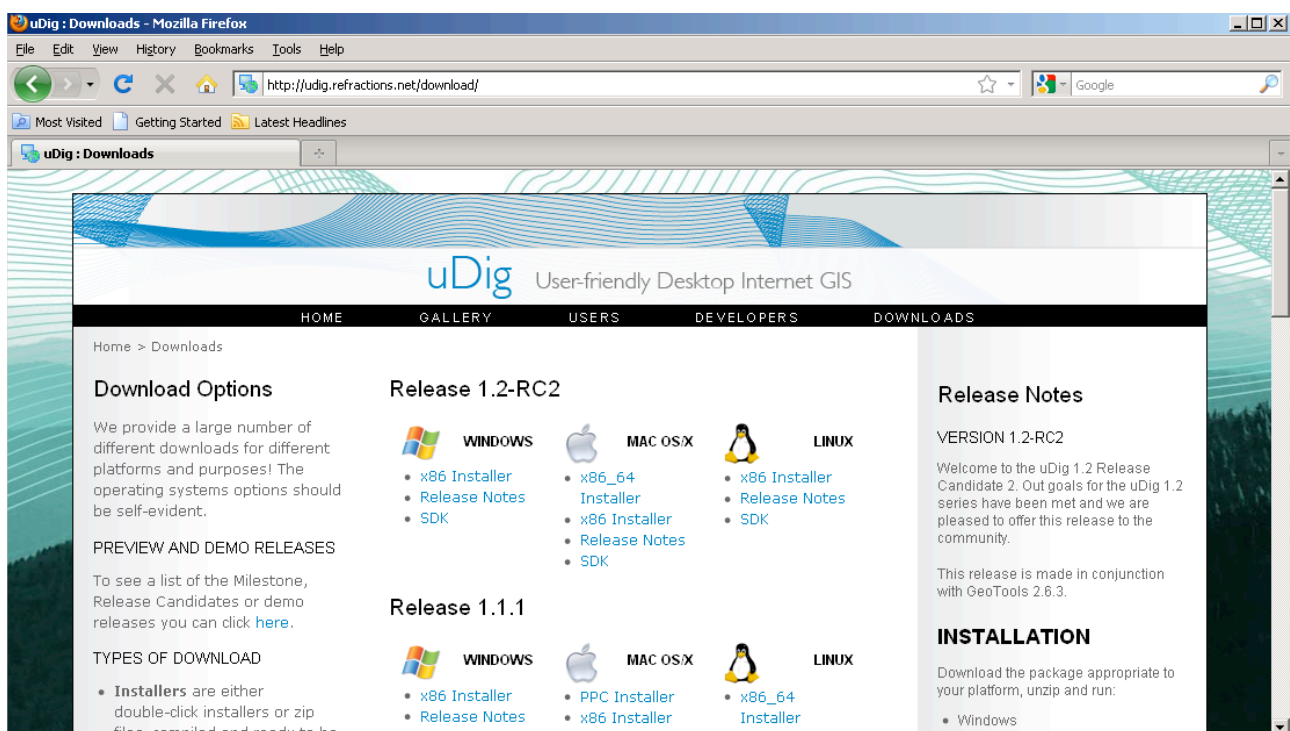 uDig : Downloads - Mozilla Firefox
File Edit View History Bookmarks Tools Help
http://udig.refractions.net/download/
Google
Most Visited Getting Started Latest Headlines
uDig : Downloads
uDig User-friendly Desktop Internet GIS
HOME GALLERY USERS DEVELOPERS DOWNLOADS
Home > Downloads
Download Options
We provide a large number of
different downloads for different
platforms and purposes! The
operating systems options should
be self-evident.
PREVIEW AND DEMO RELEASES
To see a list of the Milestone,
Release Candidates or demo
releases you can click here.
TYPES OF DOWNLOAD
• Installers are either
double-click installers or zip
files, compiled and ready to be
Release 1.2-RC2
WINDOWS
• x86 Installer
• Release Notes
• SDK
MAC OS/X
• x86_64
Installer
• x86 Installer
• Release Notes
• SDK
LINUX
• x86 Installer
• Release Notes
• SDK
Release 1.1.1
WINDOWS
• x86 Installer
• Release Notes
MAC OS/X
• PPC Installer
• x86 Installer
LINUX
• x86_64
Installer
Release Notes
VERSION 1.2-RC2
Welcome to the uDig 1.2 Release
Candidate 2. Out goals for the uDig 1.2
series have been met and we are
pleased to offer this release to the
community.
This release is made in conjunction
with GeoTools 2.6.3.
INSTALLATION
Download the package appropriate to
your platform, unzip and run:
• Windows